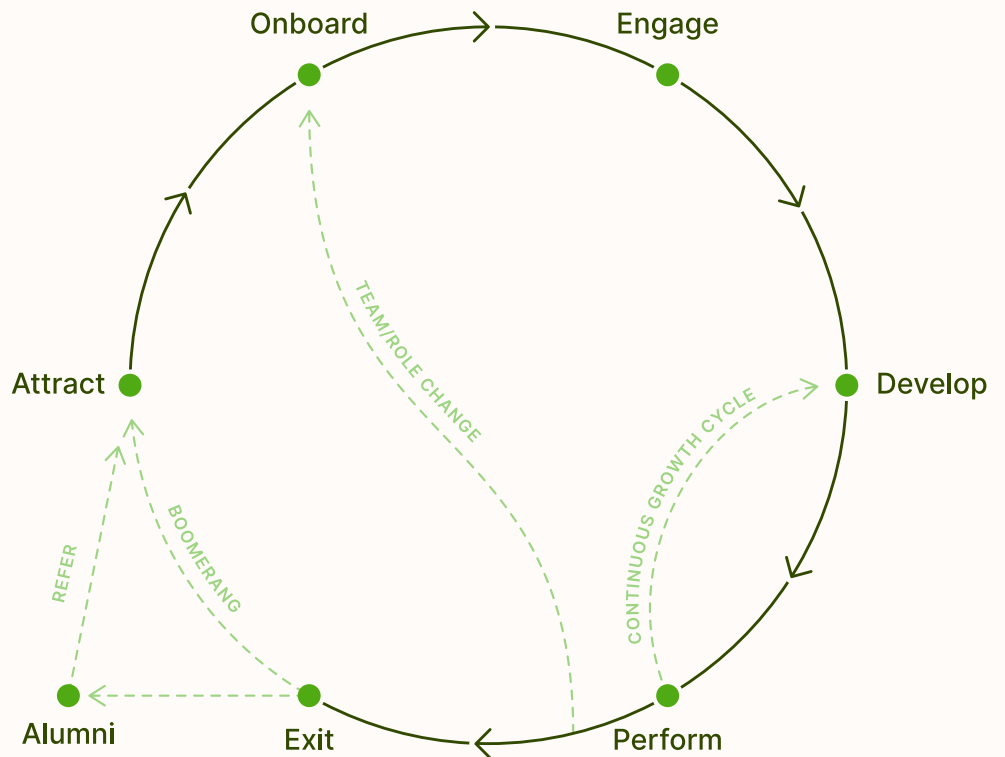 Onboard
Engage
TEAM/ROLE CHANGE
Attract
Develop
CONTINUOUS GROWTH CYCLE
BOOMERANG
REFER
Alumni
Exit
Perform